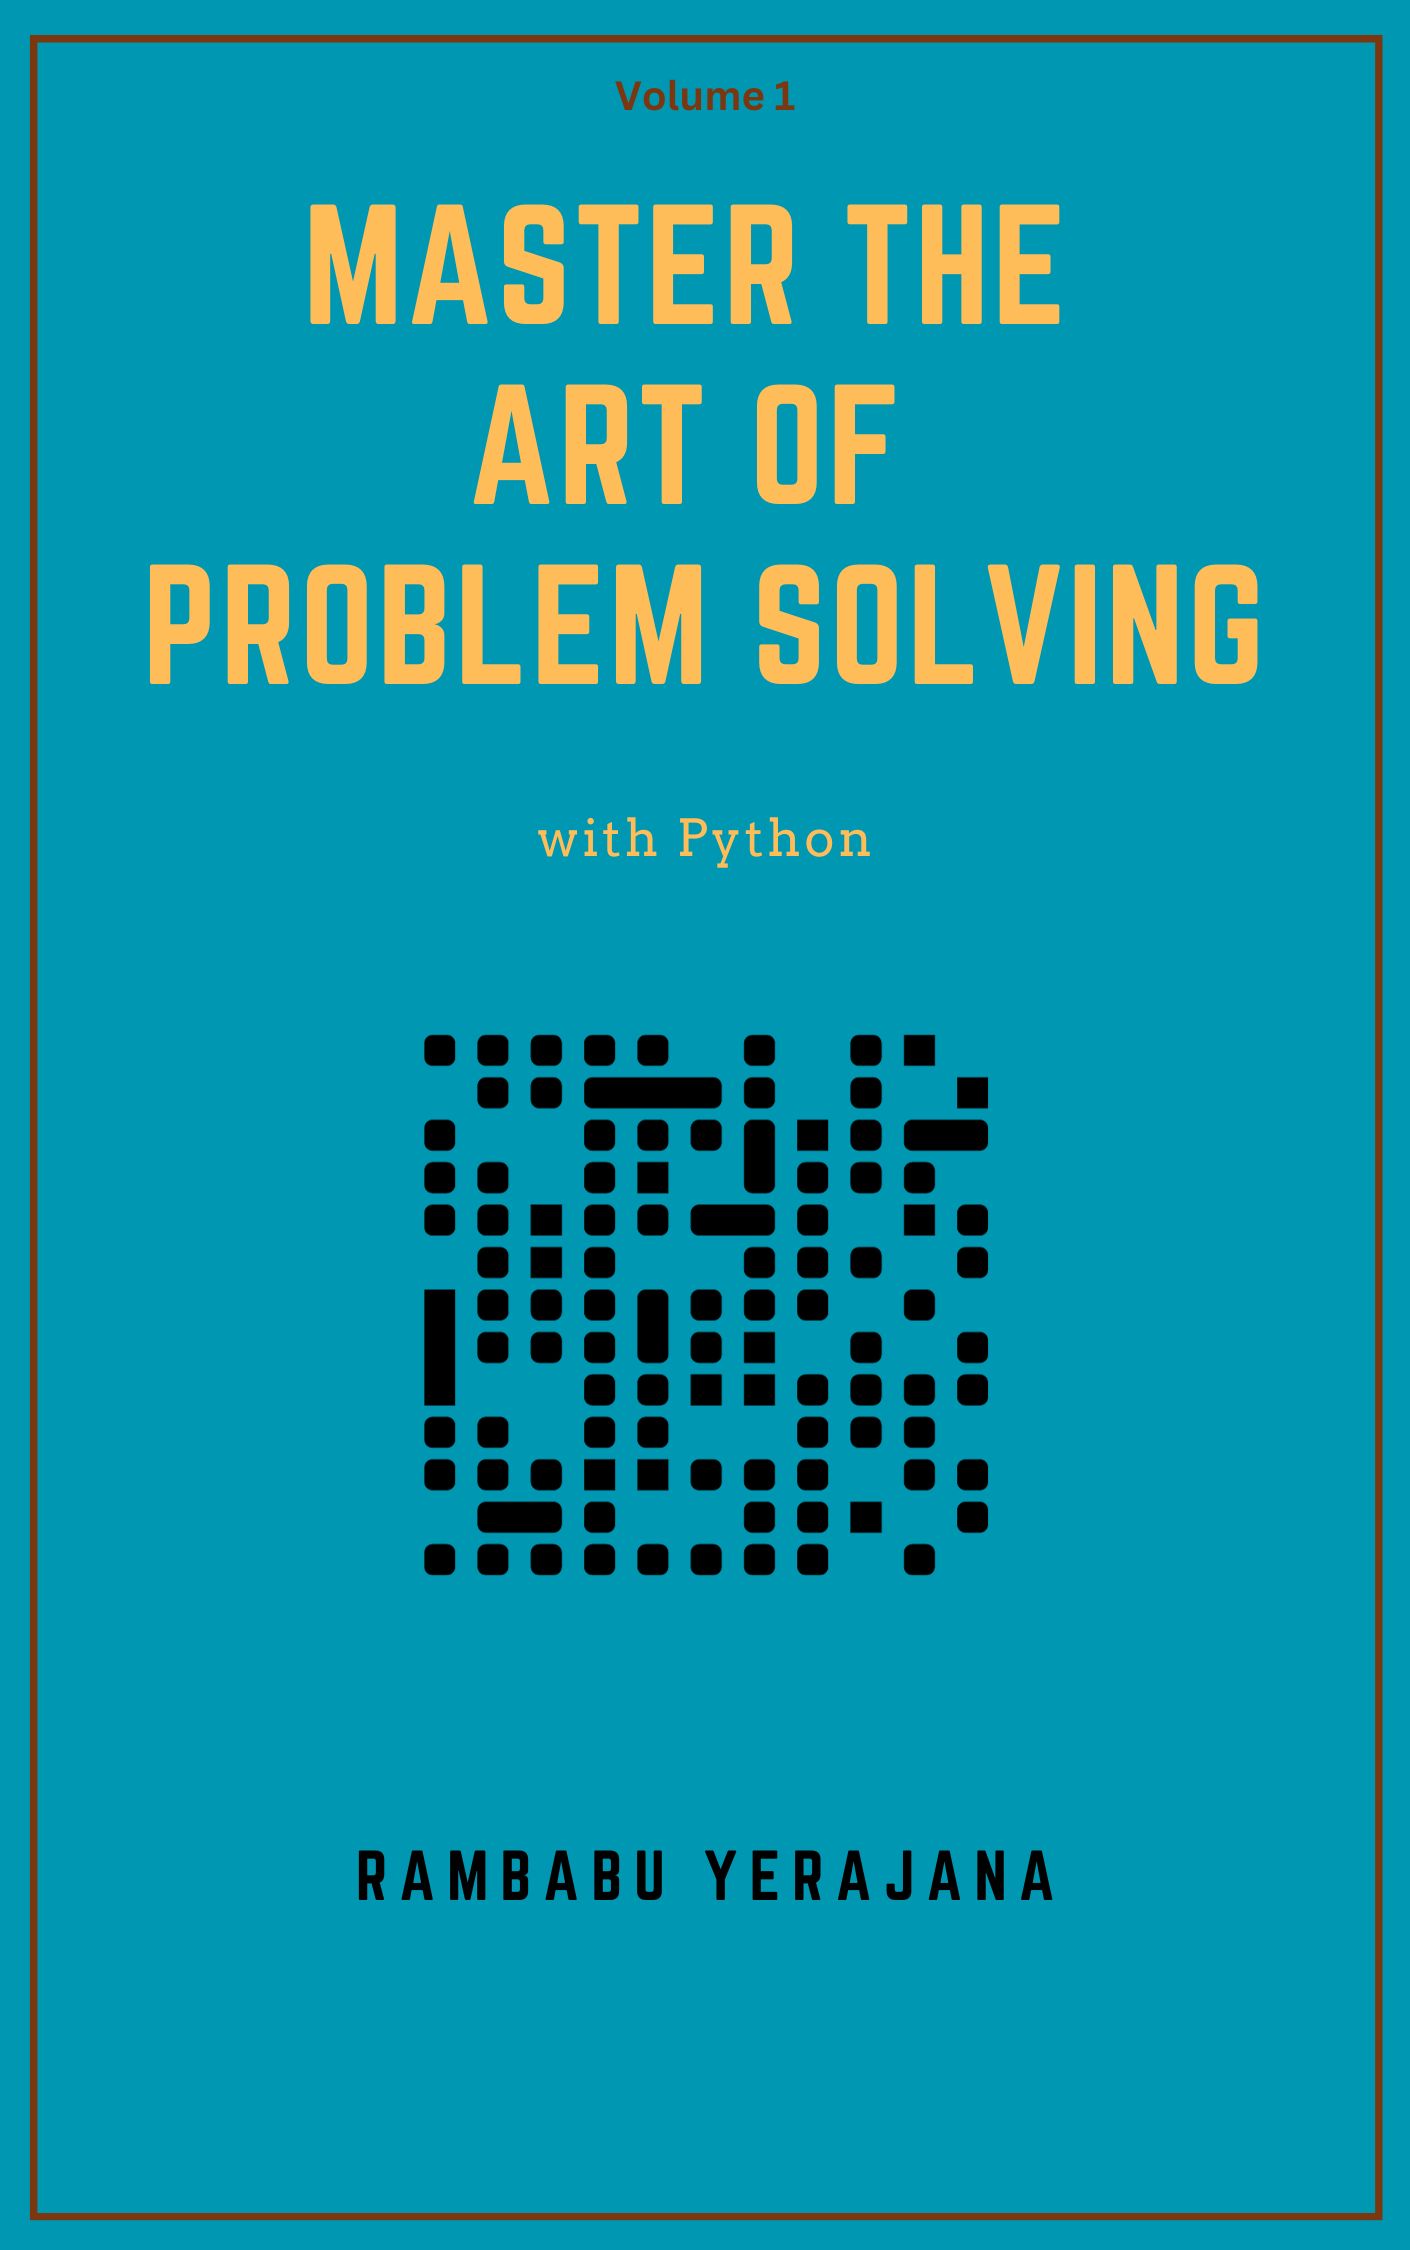 Volume 1
MASTER THE
ART OF
PROBLEM SOLVING
with Python
RAMBABU YERAJANA